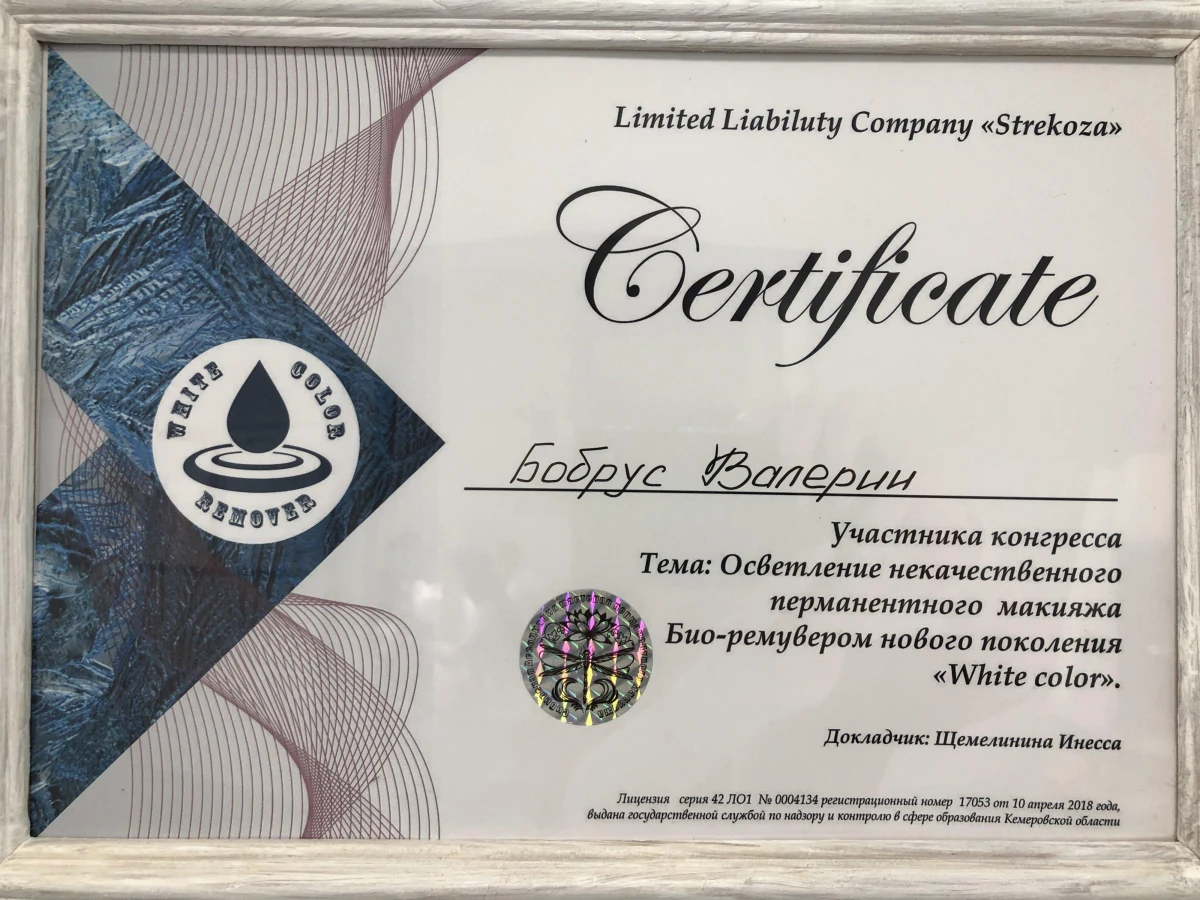 Limited Liabiluty Company «Strekoza»
Certificate
WHITE COLOR
REMOVER
Бобрус Валерии
Участника конгресса
Тема: Осветление некачественного
перманентного макияжа
Био-ремувером нового поколения
«White color».
Докладчик: Щемелинина Инесса
Лицензия серия 42 ЛО1 № 0004134 регистрационный номер 17053 от 10 апреля 2018 года,
выдана государственной службой по надзору и контролю в сфере образования Кемеровской области